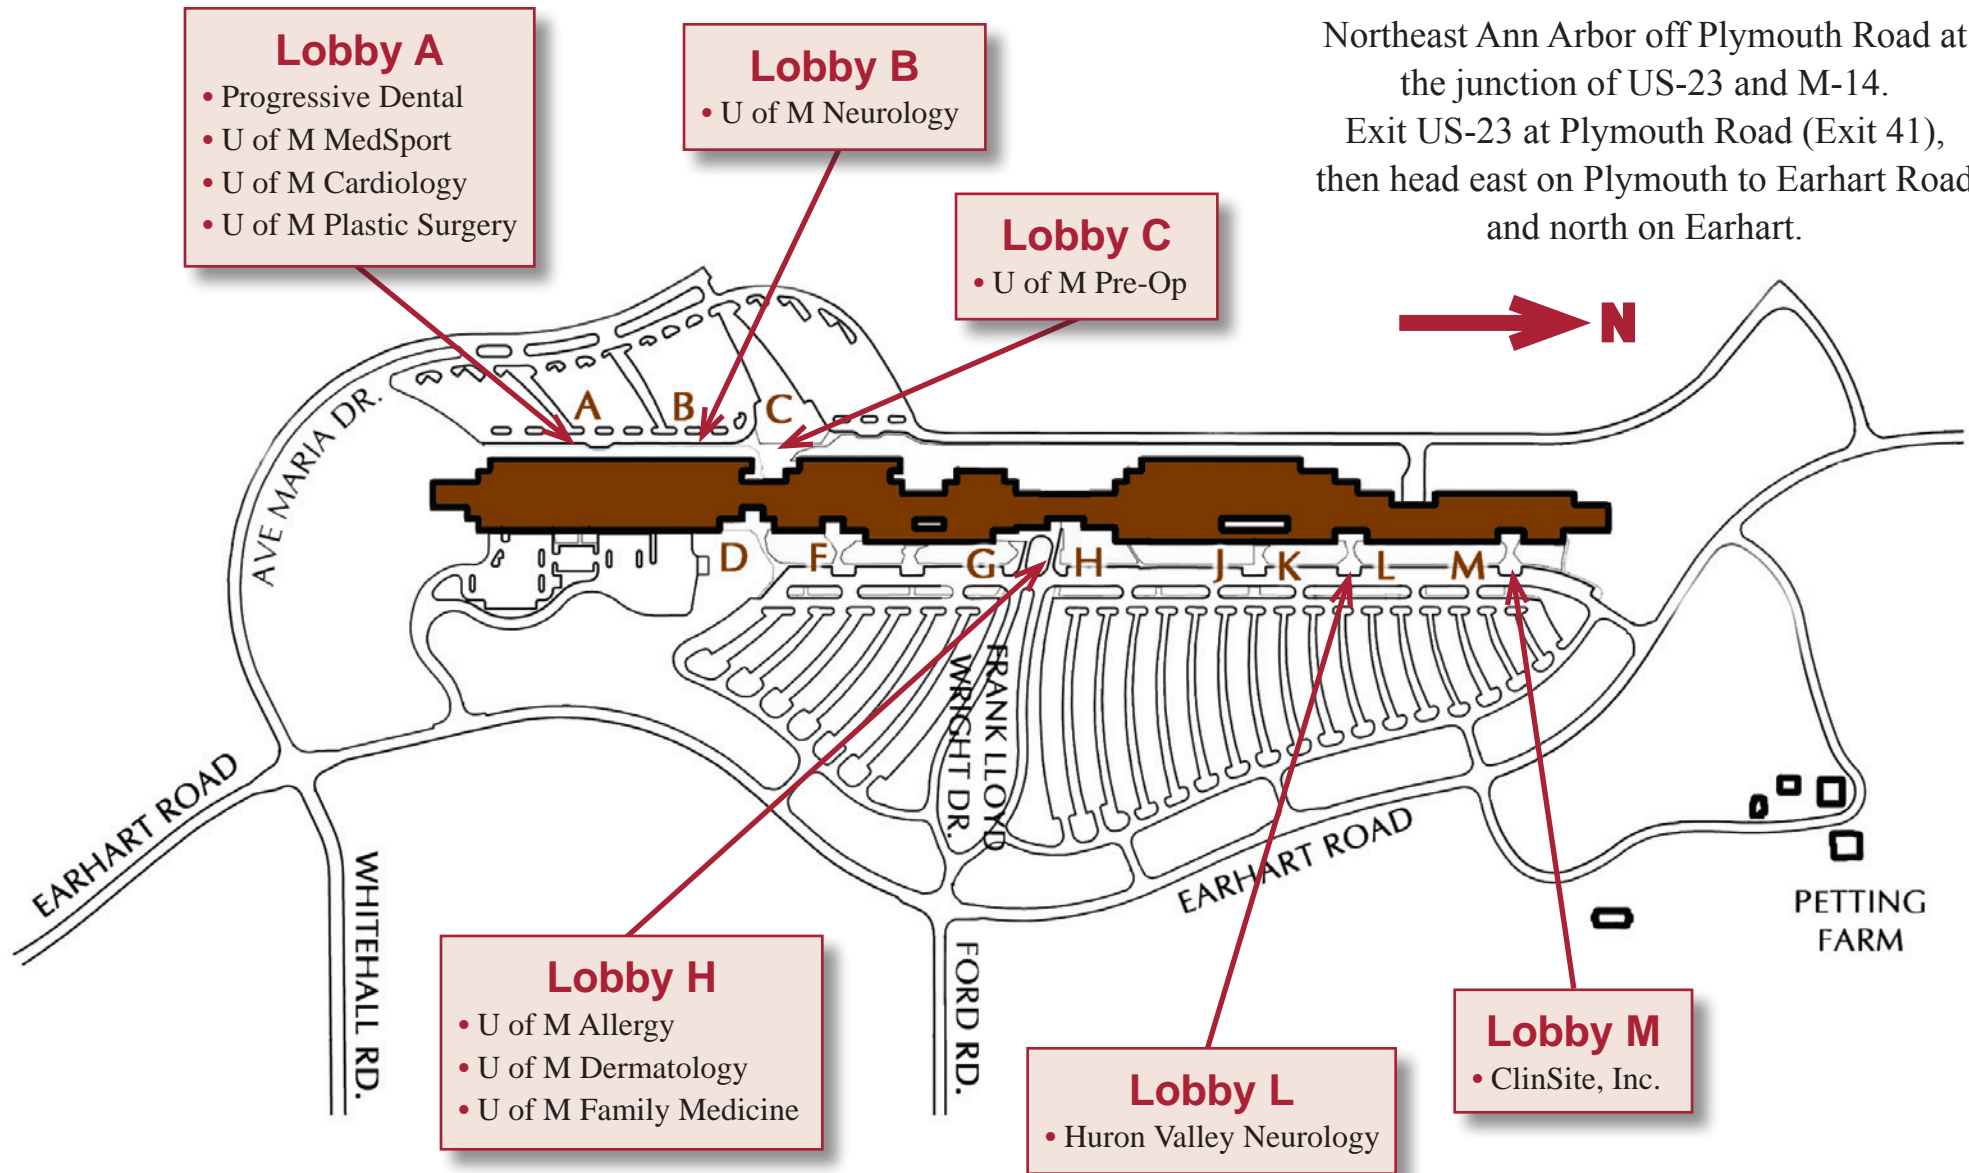 Lobby A
• Progressive Dental
• U of M MedSport
• U of M Cardiology
• U of M Plastic Surgery
Lobby B
• U of M Neurology
Lobby C
• U of M Pre-Op
Northeast Ann Arbor off Plymouth Road at
the junction of US-23 and M-14.
Exit US-23 at Plymouth Road (Exit 41),
then head east on Plymouth to Earhart Road
and north on Earhart.
N
A
B
C
AVE MARIA DR.
D
F
G
H
J
K
L
M
FRANK LLOYD
WRIGHT DR.
EARHART ROAD
WHITEHALL RD.
EARHART ROAD
FORD RD.
PETTING
FARM
Lobby H
• U of M Allergy
• U of M Dermatology
• U of M Family Medicine
Lobby L
• Huron Valley Neurology
Lobby M
• ClinSite, Inc.